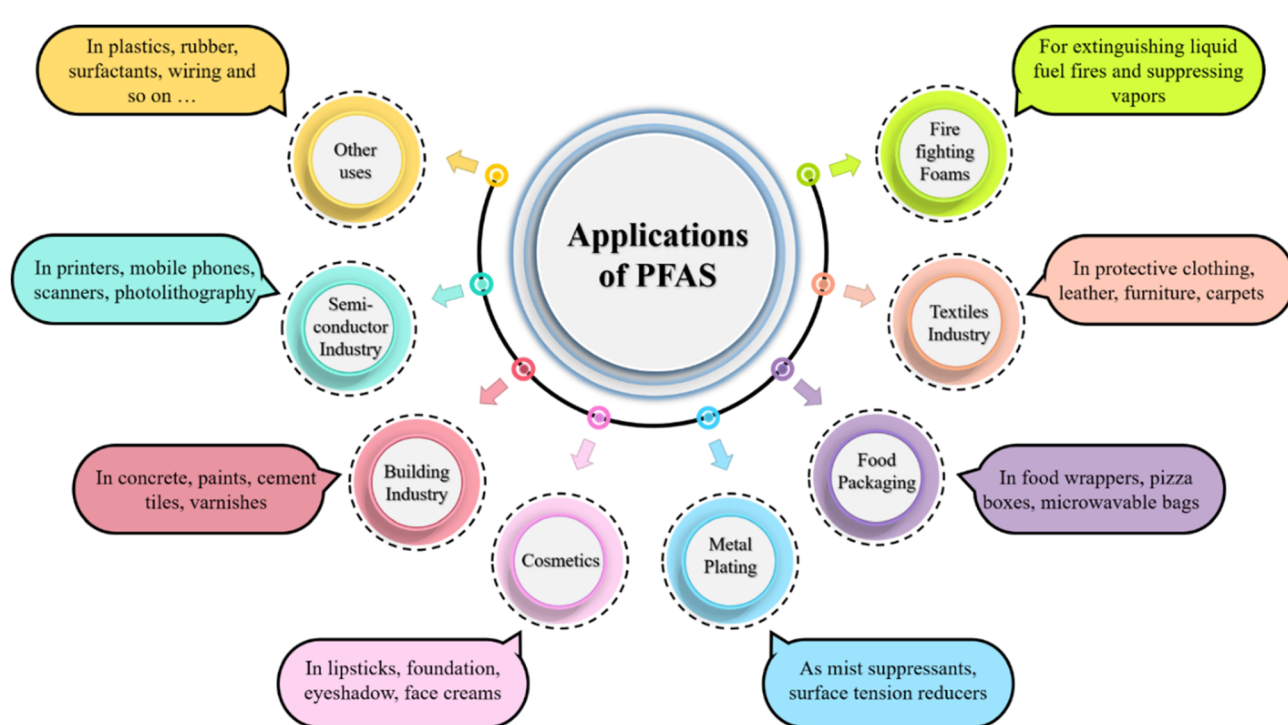 Applications
of PFAS
For extinguishing liquid
fuel fires and suppressing
vapors
Fire
fighting
Foams
In protective clothing,
leather, furniture, carpets
Textiles
Industry
In food wrappers, pizza
boxes, microwavable bags
Food
Packaging
As mist suppressants,
surface tension reducers
Metal
Plating
In lipsticks, foundation,
eyeshadow, face creams
Cosmetics
In concrete, paints, cement
tiles, varnishes
Building
Industry
In printers, mobile phones,
scanners, photolithography
Semi-
conductor
Industry
In plastics, rubber,
surfactants, wiring and
so on …
Other
uses